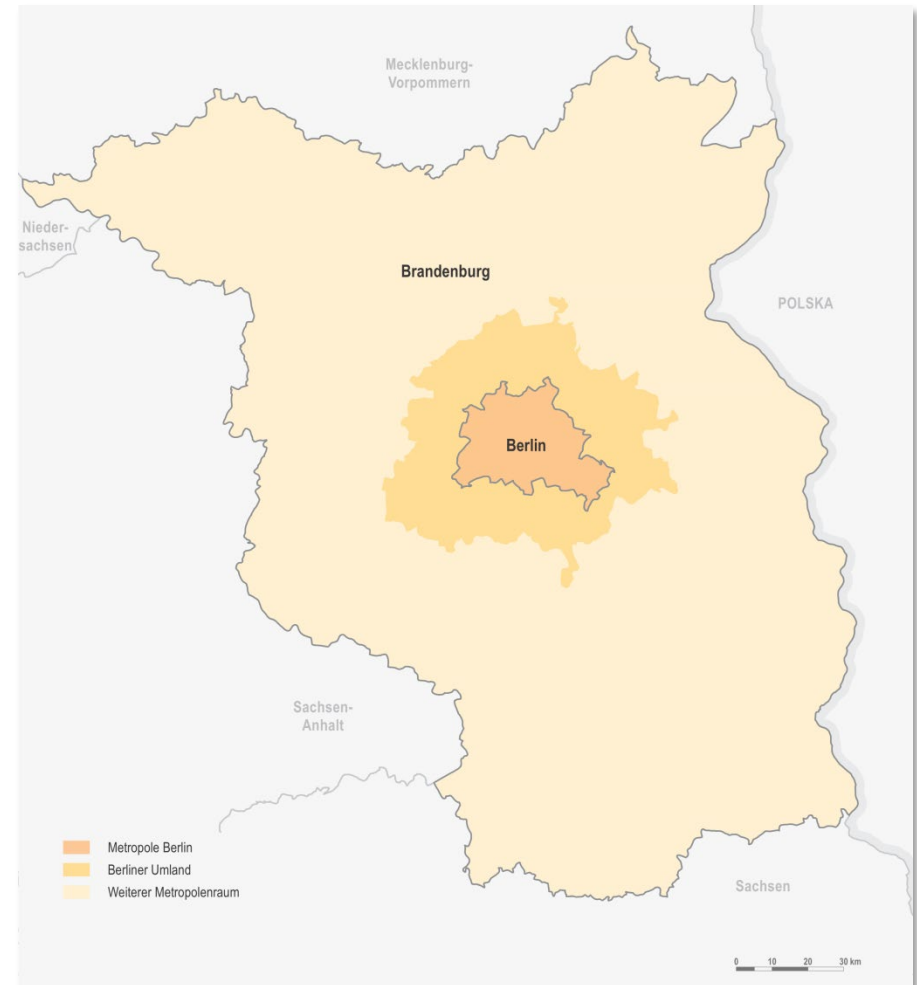 Mecklenburg-
Vorpommern
Nieder-
sachsen
Brandenburg
POLSKA
Berlin
Sachsen-
Anhalt
Metropole Berlin
Berliner Umland
Weiterer Metropolenraum
Sachsen
0 10 20 30 km